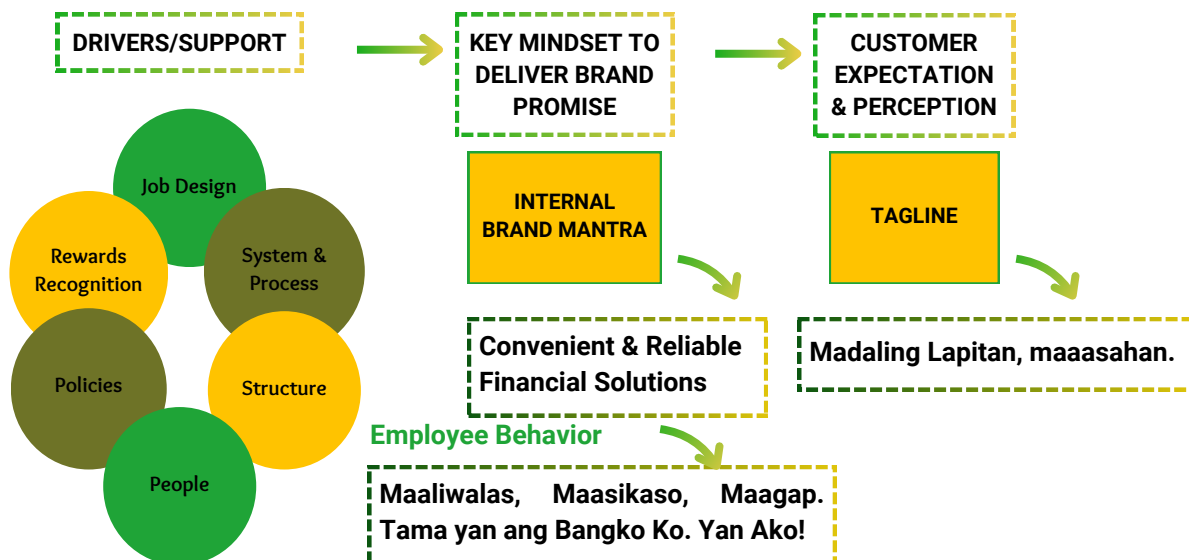 DRIVERS/SUPPORT
KEY MINDSET TO
DELIVER BRAND
PROMISE
CUSTOMER
EXPECTATION
& PERCEPTION
Job Design
Rewards
Recognition
System &
Process
Policies
Structure
People
INTERNAL
BRAND MANTRA
TAGLINE
Convenient & Reliable
Financial Solutions
Madaling Lapitan, maaasahan.
Employee Behavior
Maaliwalas, Maasikaso, Maagap.
Tama yan ang Bangko Ko. Yan Ako!